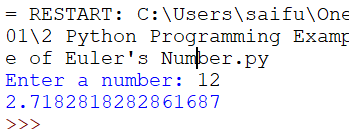 = RESTART: C:\Users\saifu\One
01\2 Python Programming Examp
e of Euler's Number.py
Enter a number: 12
2.7182818282861687
>>>